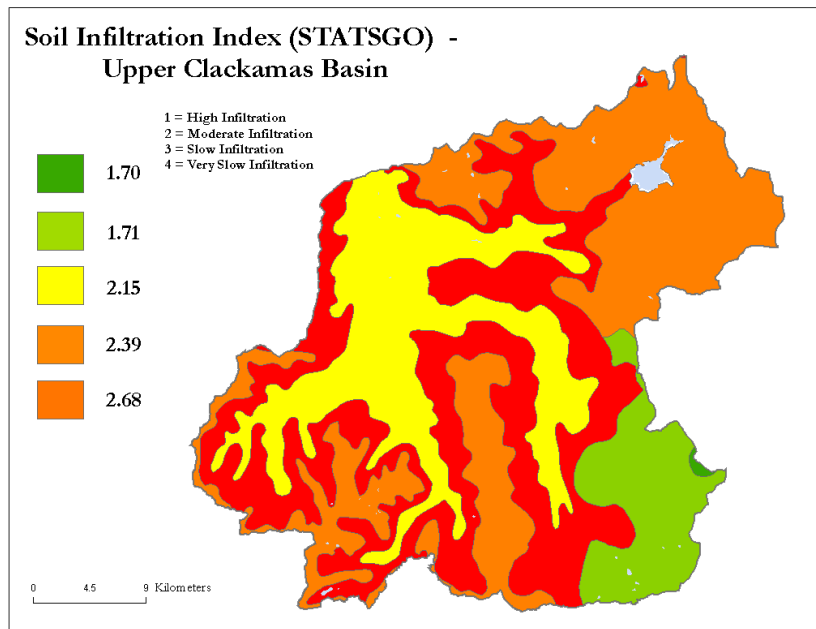 Soil Infiltration Index (STATSGO) -
Upper Clackamas Basin
1 = High Infiltration
2 = Moderate Infiltration
3 = Slow Infiltration
4 = Very Slow Infiltration
1.70
1.71
2.15
2.39
2.68
0 4.5 9 Kilometers